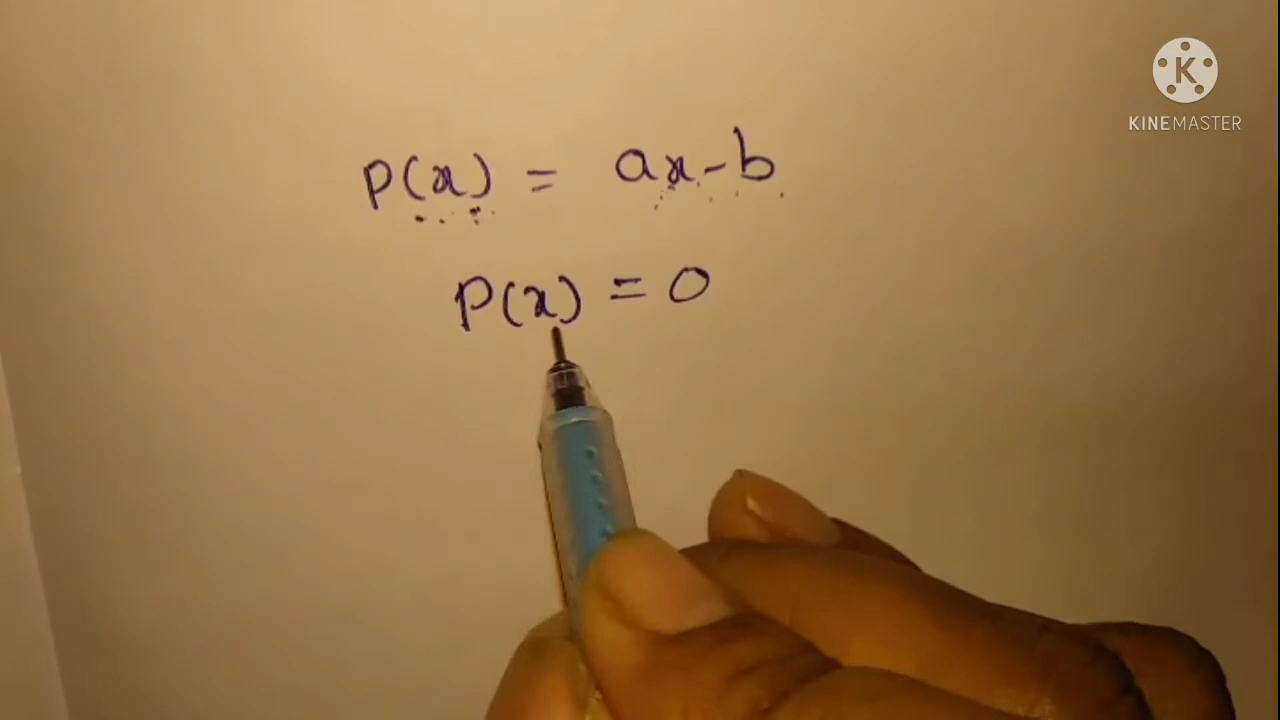 K
KINEMASTER
P(x) = ax-b
P(x) = 0